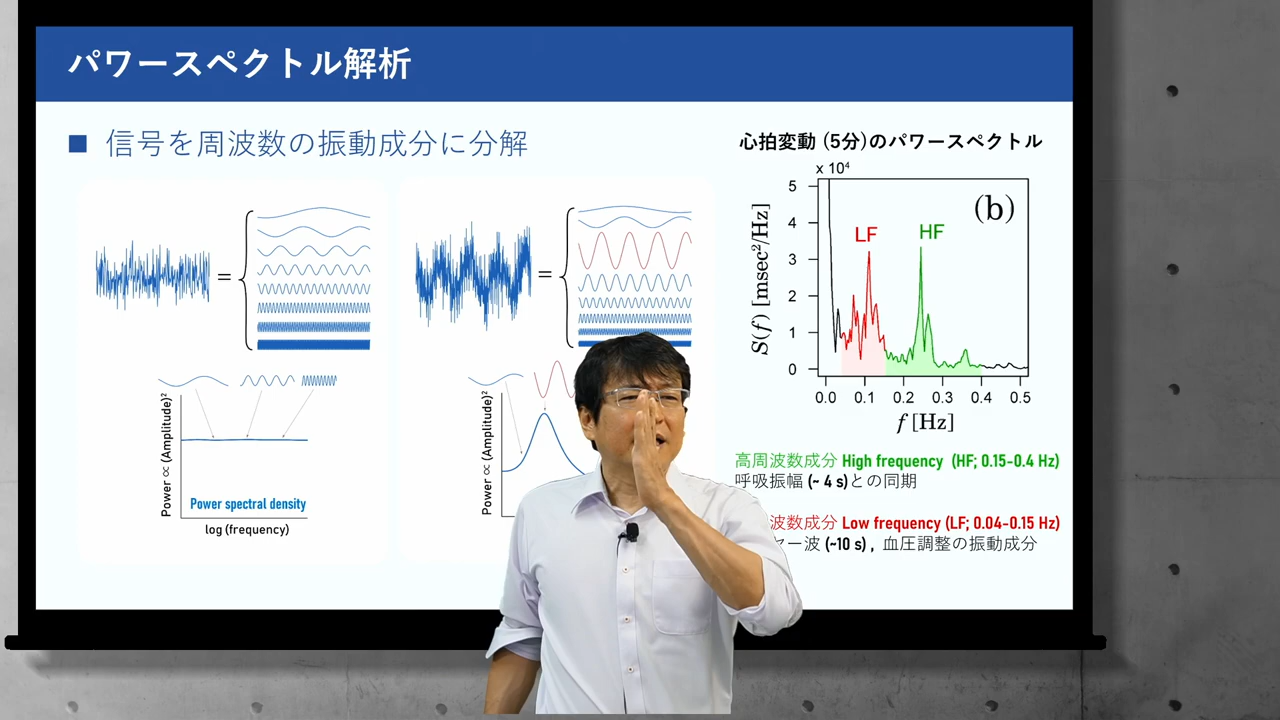 パワースペクトル解析
■ 信号を周波数の振動成分に分解
=
=
Power ∝ (Amplitude)²
Power spectral density
log (frequency)
Power ∝ (Amplitude)²
心拍変動 (5分)のパワースペクトル
x 10⁴
(b)
LF
HF
S(f) [msec²/Hz]
5
4
3
2
1
0
0.0 0.1 0.2 0.3 0.4 0.5
f [Hz]
高周波数成分 High frequency (HF; 0.15-0.4 Hz)
呼吸振幅 (~ 4 s)との同期
波数成分 Low frequency (LF; 0.04-0.15 Hz)
ー波 (~10 s) , 血圧調整の振動成分